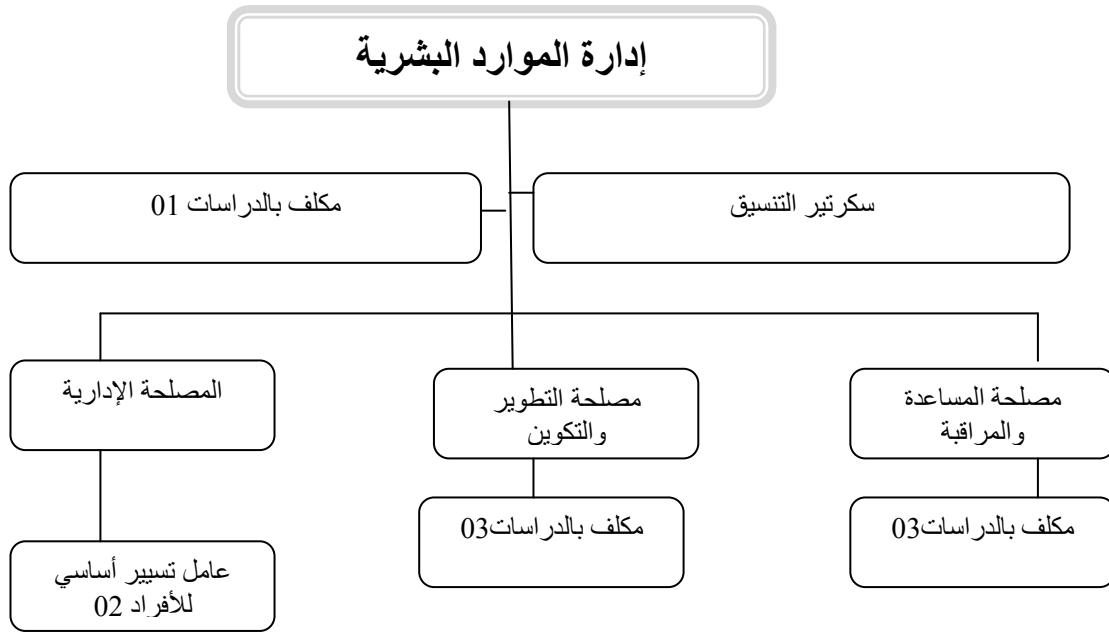 إدارة الموارد البشرية
سكرتير التنسيق
مكلف بالدراسات 01
مصلحة المساعدة
والمراقبة
مصلحة التطوير
والتكوين
المصلحة الإدارية
مكلف بالدراسات03
مكلف بالدراسات03
عامل تسيير أساسي
للأفراد 02